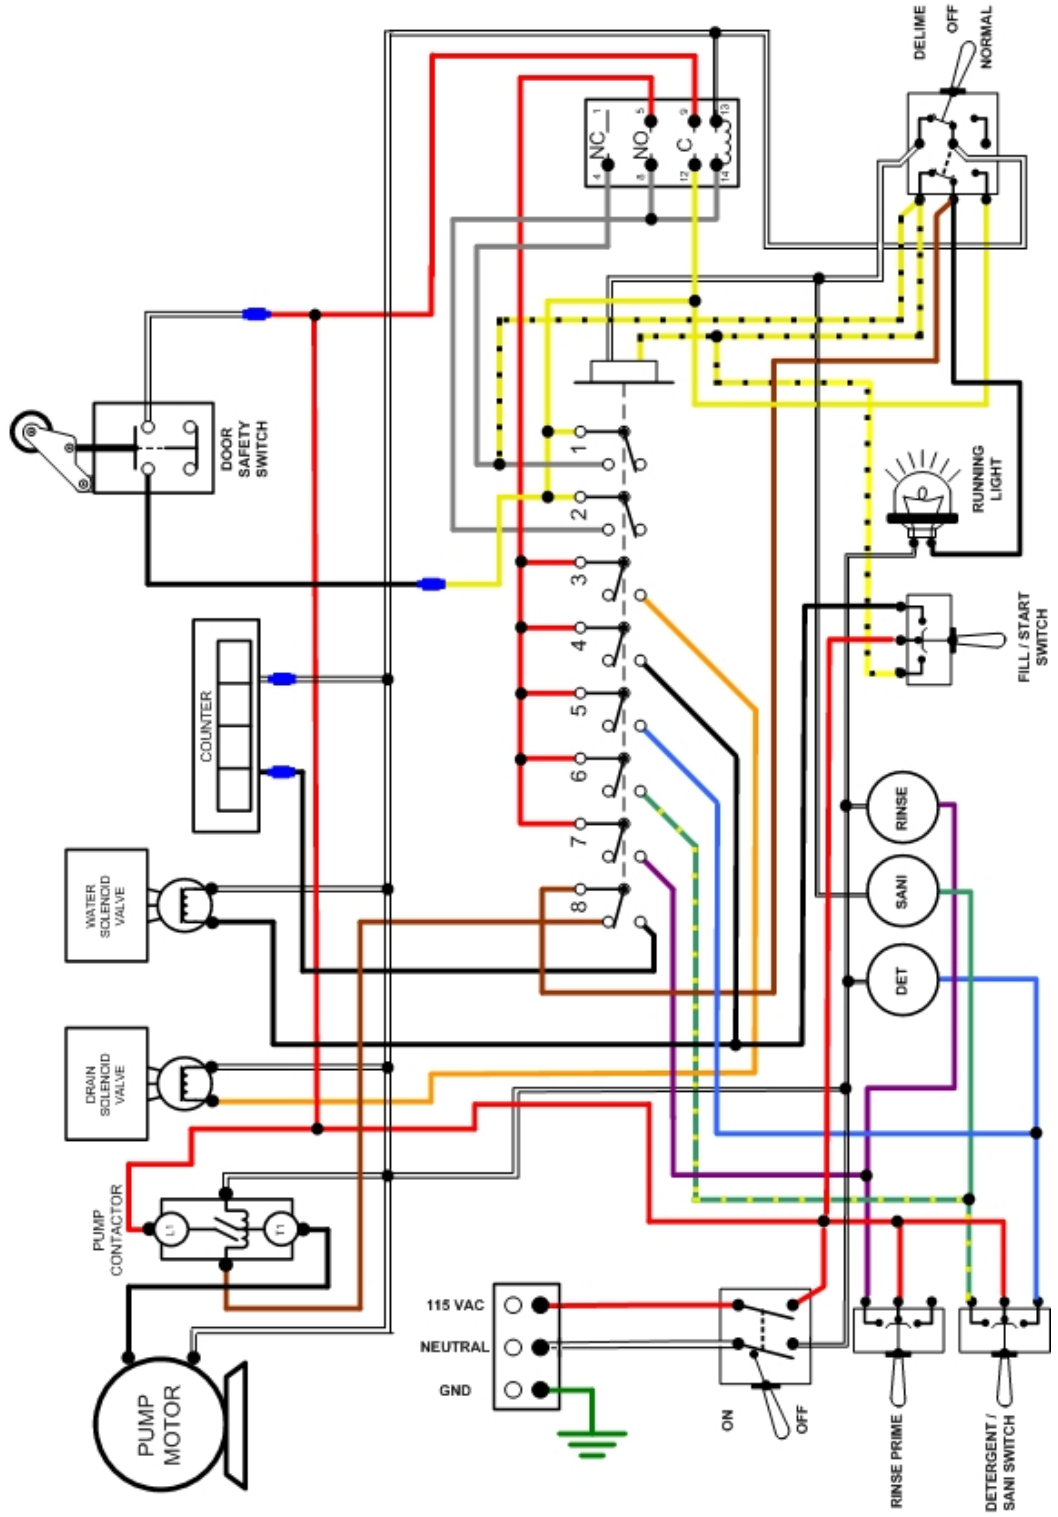 DELIME
OFF
NORMAL
NC
1
4
NO
5
8
C
9
12
13
14
DOOR
SAFETY
SWITCH
1
2
3
4
5
6
7
8
RUNNING
LIGHT
FILL / START
SWITCH
COUNTER
WATER
SOLENOID
VALVE
DRAIN
SOLENOID
VALVE
RINSE
SANI
DET
PUMP
CONTACTOR
L1
T1
PUMP
MOTOR
115 VAC
NEUTRAL
GND
ON
OFF
RINSE PRIME
DETERGENT /
SANI SWITCH